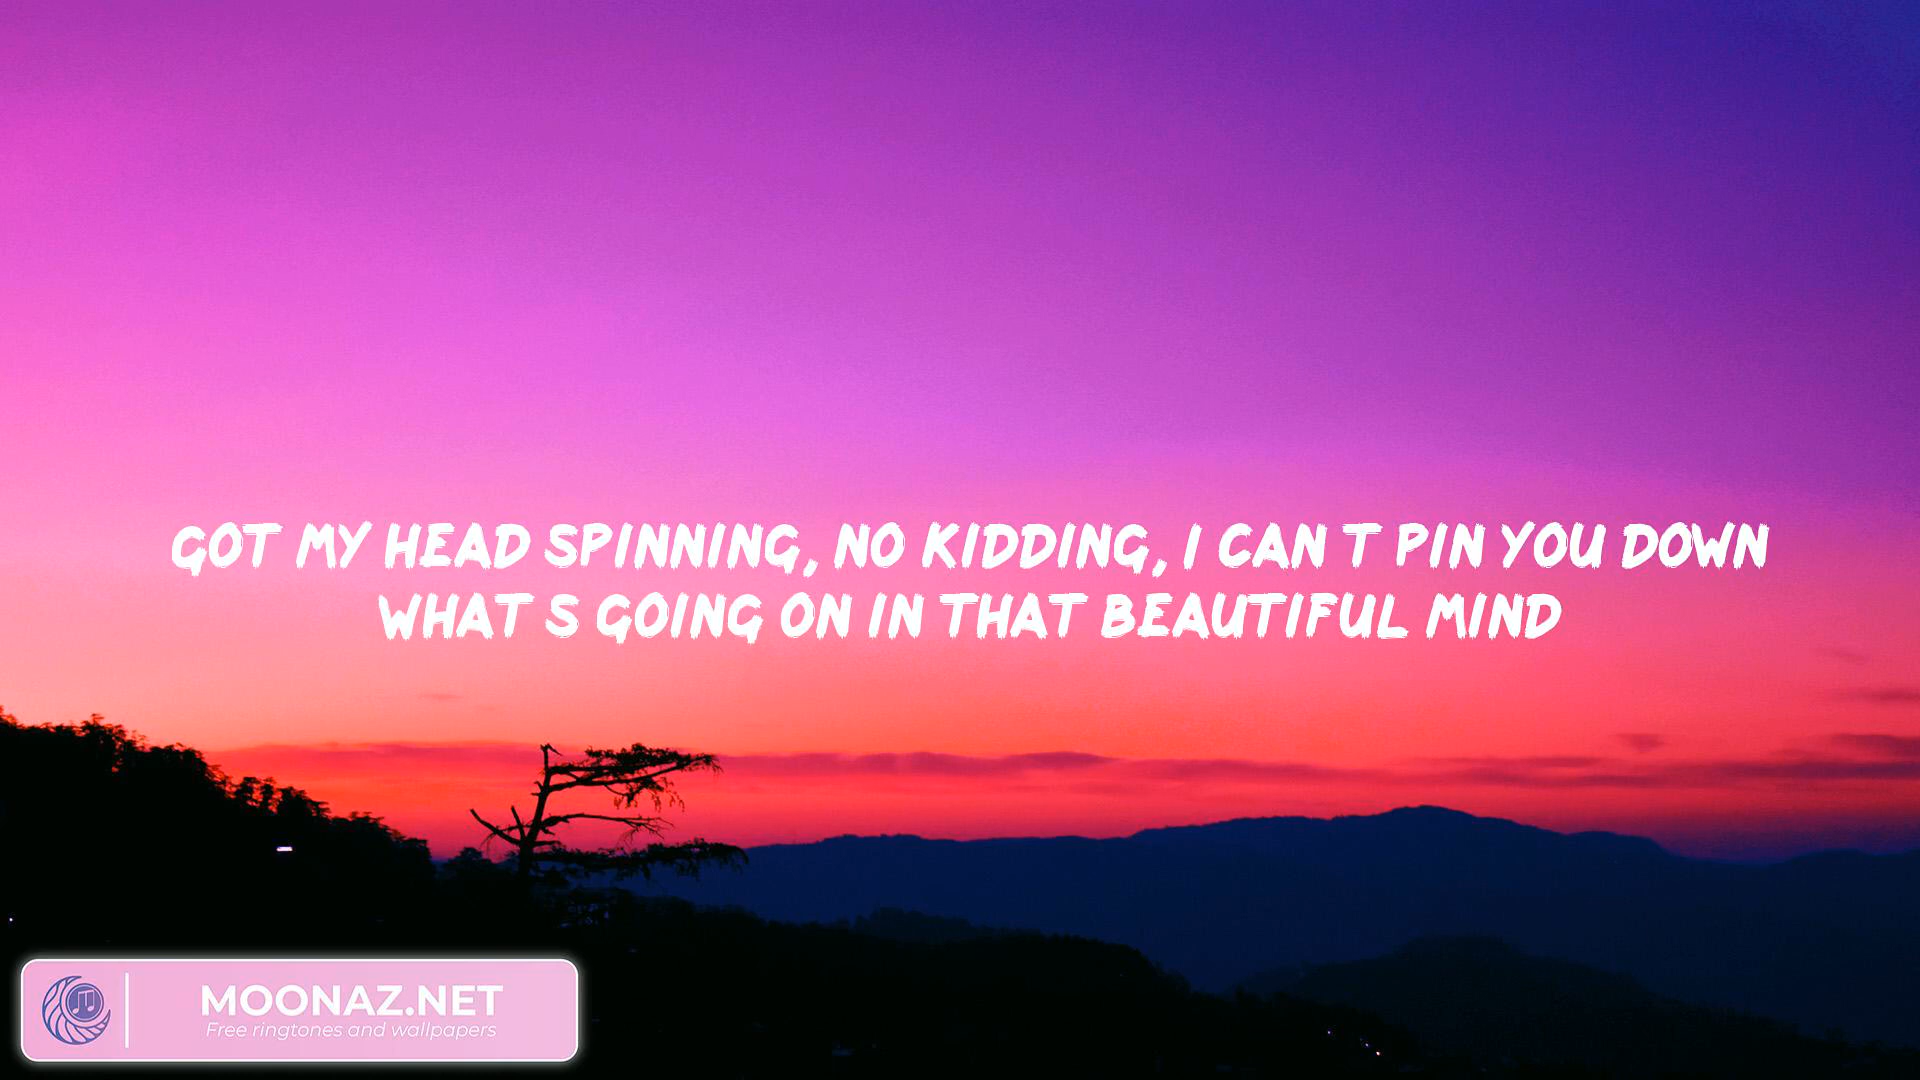 GOT MY HEAD SPINNING, NO KIDDING, I CAN T PIN YOU DOWN
WHAT S GOING ON IN THAT BEAUTIFUL MIND
MOONAZ.NET
Free ringtones and wallpapers